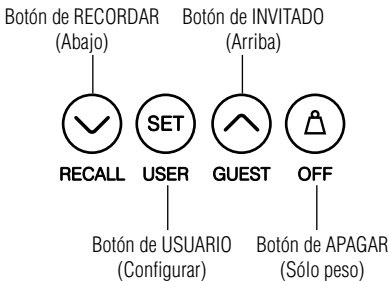 Botón de RECORDAR
(Abajo)
Botón de INVITADO
(Arriba)
SET
RECALL
USER
GUEST
OFF
Botón de USUARIO
(Configurar)
Botón de APAGAR
(Sólo peso)